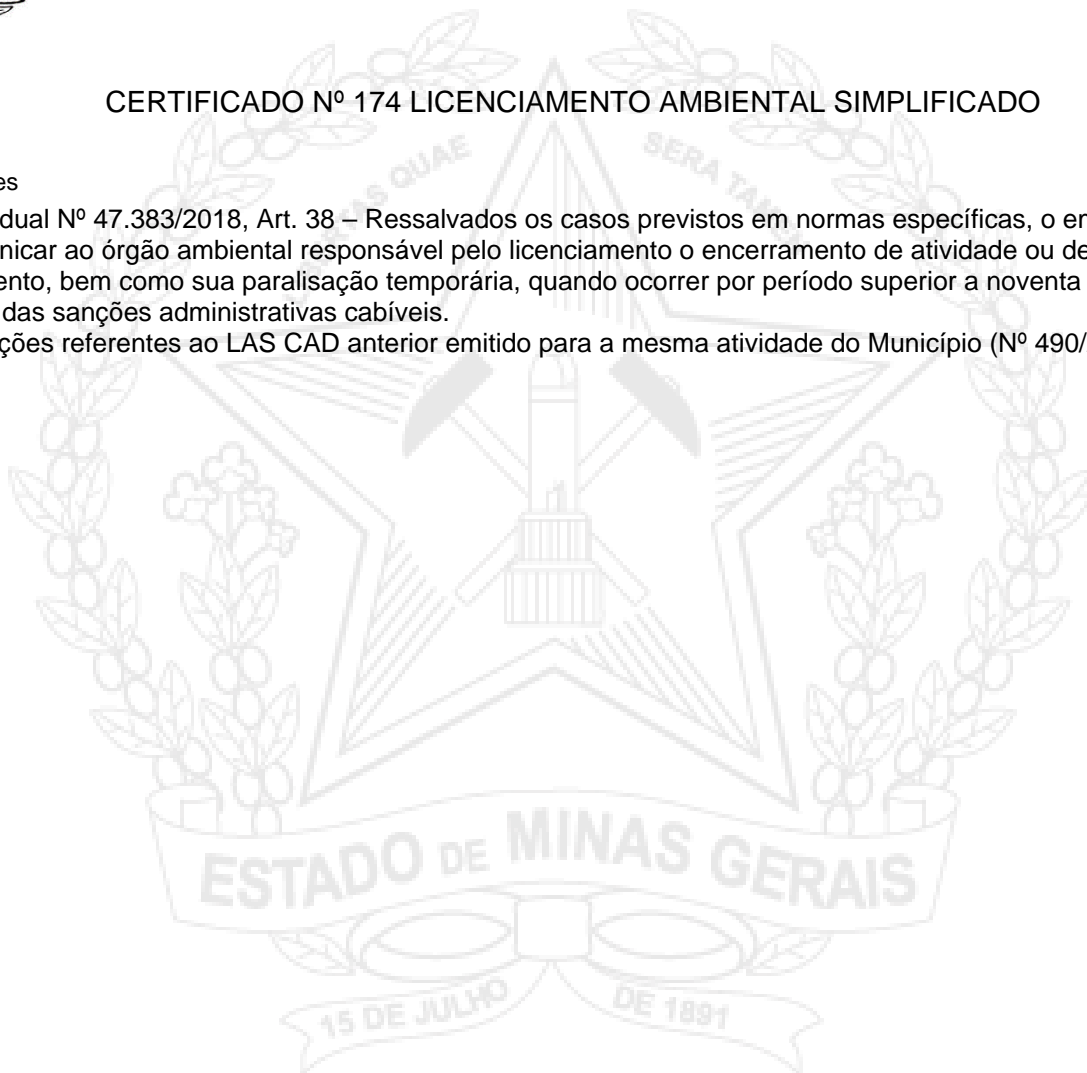 CERTIFICADO Nº 174 LICENCIAMENTO AMBIENTAL SIMPLIFICADO
es
dual Nº 47.383/2018, Art. 38 – Ressalvados os casos previstos em normas específicas, o em
nicar ao órgão ambiental responsável pelo licenciamento o encerramento de atividade ou de
ento, bem como sua paralisação temporária, quando ocorrer por período superior a noventa
das sanções administrativas cabíveis.
ções referentes ao LAS CAD anterior emitido para a mesma atividade do Município (Nº 490/
QUAE SERA
ESTADO DE MINAS GERAIS
15 DE JULHO DE 1891